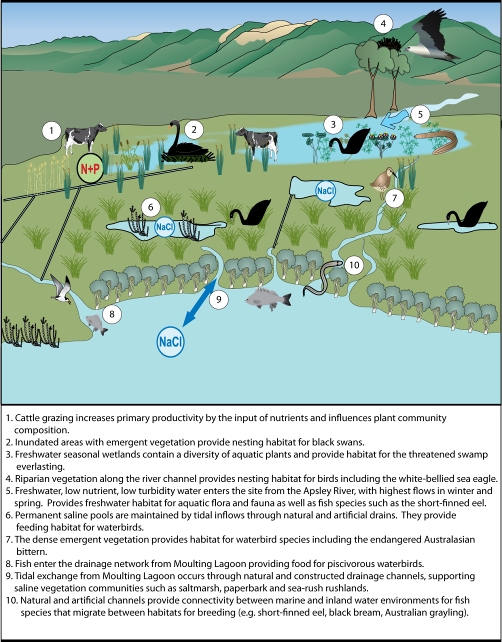 4
5
1
2
3
N+P
NaCl
7
6
NaCl
10
9
8
NaCl
1. Cattle grazing increases primary productivity by the input of nutrients and influences plant community
composition.
2. Inundated areas with emergent vegetation provide nesting habitat for black swans.
3. Freshwater seasonal wetlands contain a diversity of aquatic plants and provide habitat for the threatened swamp
everlasting.
4. Riparian vegetation along the river channel provides nesting habitat for birds including the white-bellied sea eagle.
5. Freshwater, low nutrient, low turbidity water enters the site from the Apsley River, with highest flows in winter and
spring. Provides freshwater habitat for aquatic flora and fauna as well as fish species such as the short-finned eel.
6. Permanent saline pools are maintained by tidal inflows through natural and artificial drains. They provide
feeding habitat for waterbirds.
7. The dense emergent vegetation provides habitat for waterbird species including the endangered Australasian
bittern.
8. Fish enter the drainage network from Moulting Lagoon providing food for piscivorous waterbirds.
9. Tidal exchange from Moulting Lagoon occurs through natural and constructed drainage channels, supporting
saline vegetation communities such as saltmarsh, paperbark and sea-rush rushlands.
10. Natural and artificial channels provide connectivity between marine and inland water environments for fish
species that migrate between habitats for breeding (e.g. short-finned eel, black bream, Australian grayling).